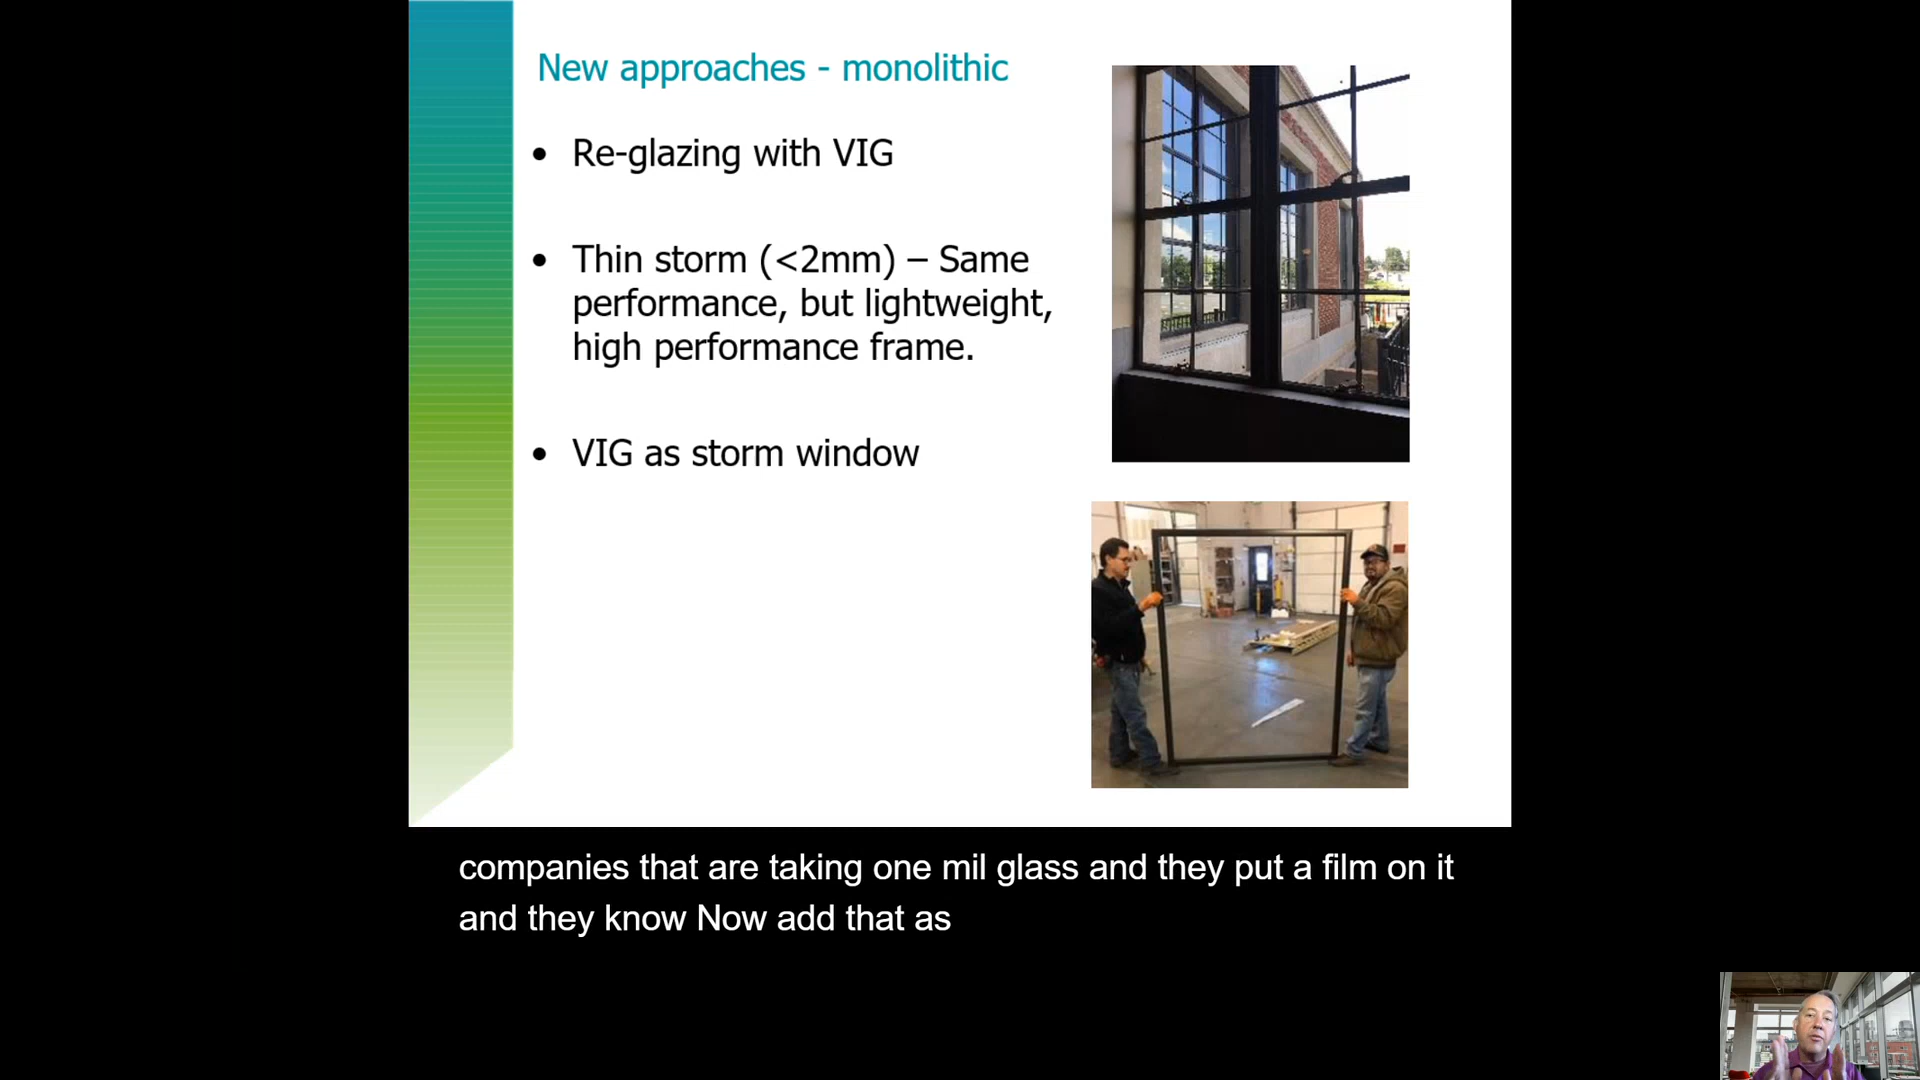 New approaches - monolithic
• Re-glazing with VIG
• Thin storm (<2mm) – Same
performance, but lightweight,
high performance frame.
• VIG as storm window
companies that are taking one mil glass and they put a film on it
and they know Now add that as